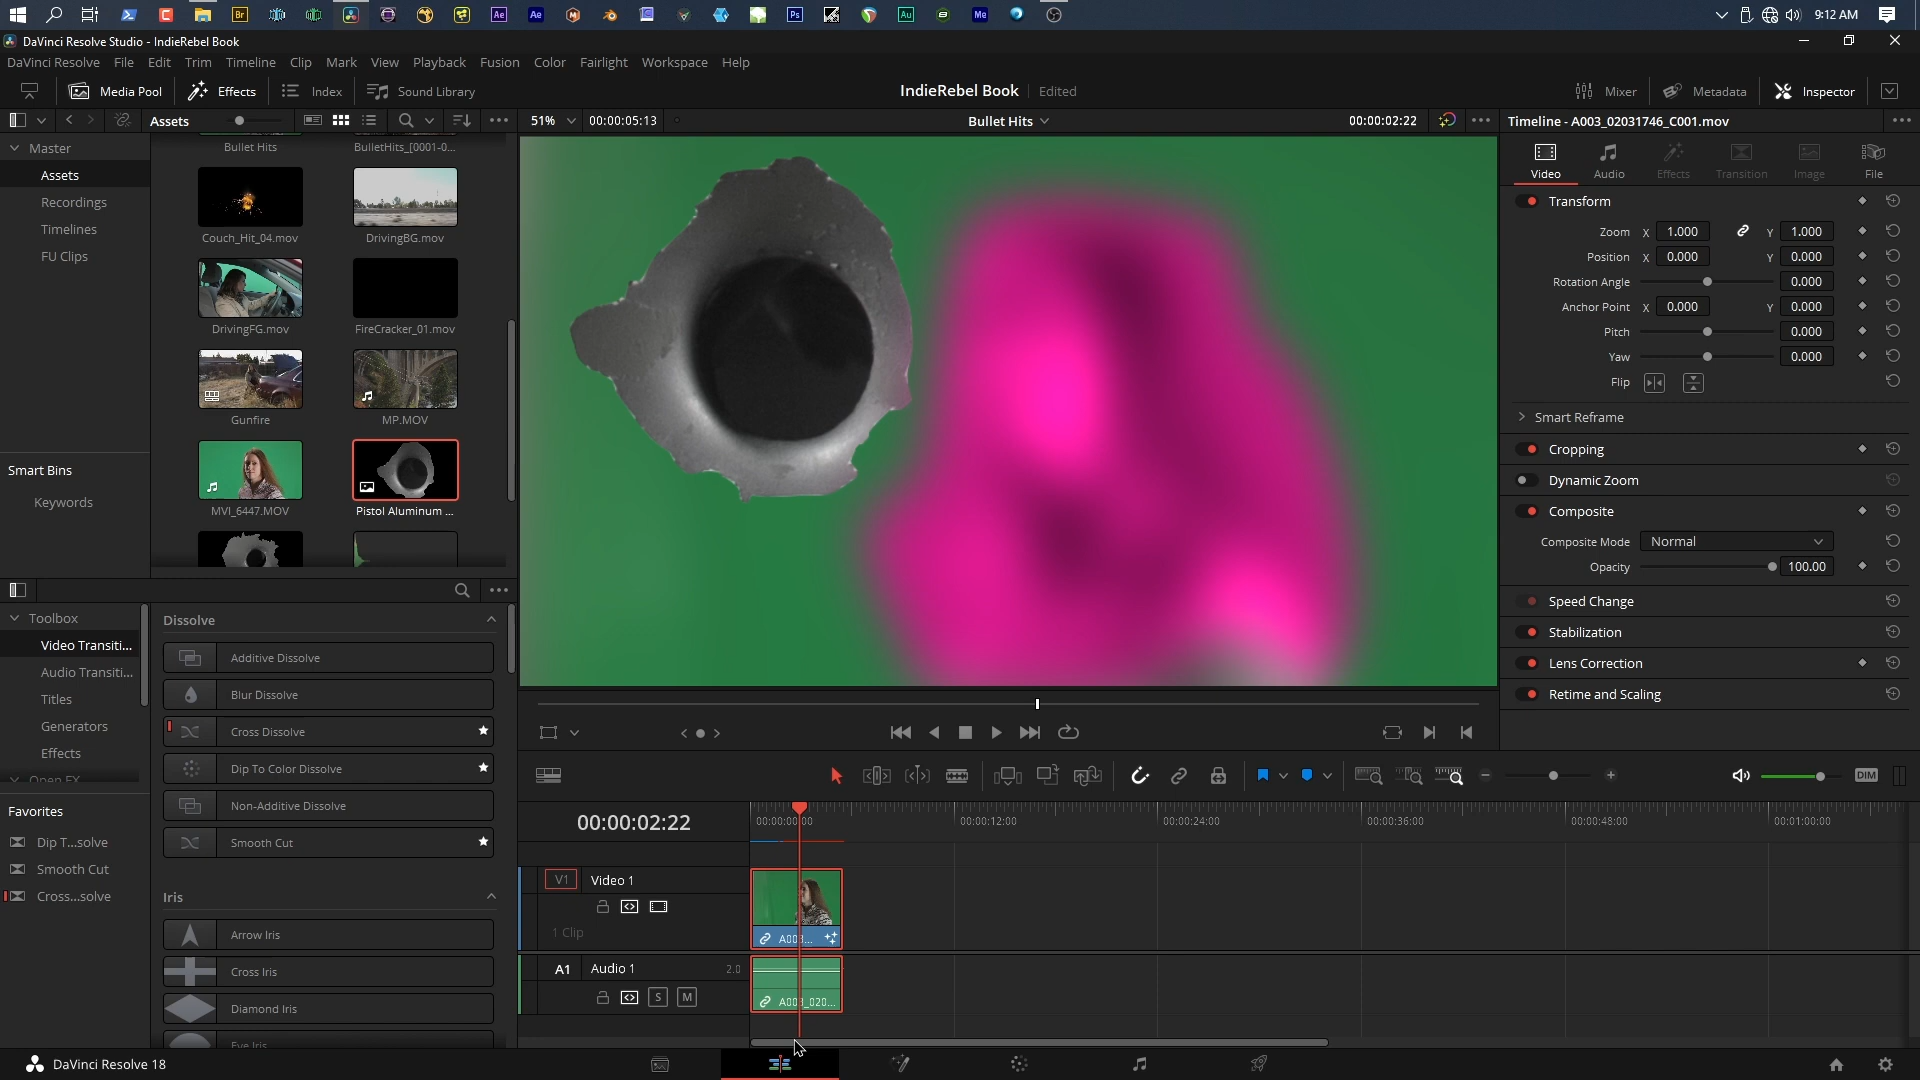 9:12 AM
DaVinci Resolve Studio - IndieRebel Book
DaVinci Resolve File Edit Trim Timeline Clip Mark View Playback Fusion Color Fairlight Workspace Help
Media Pool Effects Index Sound Library IndieRebel Book Edited Mixer Metadata Inspector
Assets 51% 00:00:05:13 Bullet Hits 00:00:02:22 Timeline - A003_02031746_C001.mov
Master
Assets
Recordings
Timelines
FU Clips
Smart Bins
Keywords
Bullet Hits BulletHits_[0001-0...
Couch_Hit_04.mov DrivingBG.mov
DrivingFG.mov FireCracker_01.mov
Gunfire MP.MOV
MVI_6447.MOV Pistol Aluminum ...
Video Audio Effects Transition Image File
Transform
Zoom X 1.000 Y 1.000
Position X 0.000 Y 0.000
Rotation Angle 0.000
Anchor Point X 0.000 Y 0.000
Pitch 0.000
Yaw 0.000
Flip
Smart Reframe
Cropping
Dynamic Zoom
Composite
Composite Mode Normal
Opacity 100.00
Speed Change
Stabilization
Lens Correction
Retime and Scaling
Toolbox
Video Transiti...
Audio Transiti...
Titles
Generators
Effects
Open FX
Favorites
Dip T...solve
Smooth Cut
Cross...solve
Dissolve
Additive Dissolve
Blur Dissolve
Cross Dissolve
Dip To Color Dissolve
Non-Additive Dissolve
Smooth Cut
Iris
Arrow Iris
Cross Iris
Diamond Iris
Eye Iris
DIM
00:00:02:22
00:00:00:00 00:00:12:00 00:00:24:00 00:00:36:00 00:00:48:00 00:01:00:00
V1 Video 1
1 Clip
A003...
A1 Audio 1 2.0
S M
A003_020...
DaVinci Resolve 18